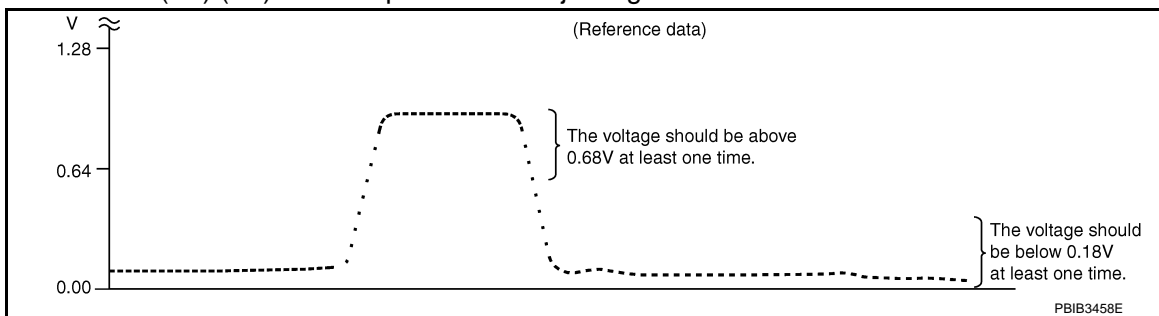 V
(Reference data)
1.28
The voltage should be above
0.68V at least one time.
0.64
The voltage should
be below 0.18V
at least one time.
0.00
PBIB3458E